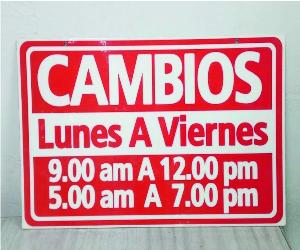 CAMBIOS
Lunes A Viernes
9.00 am A 12.00 pm
5.00 am A 7.00 pm